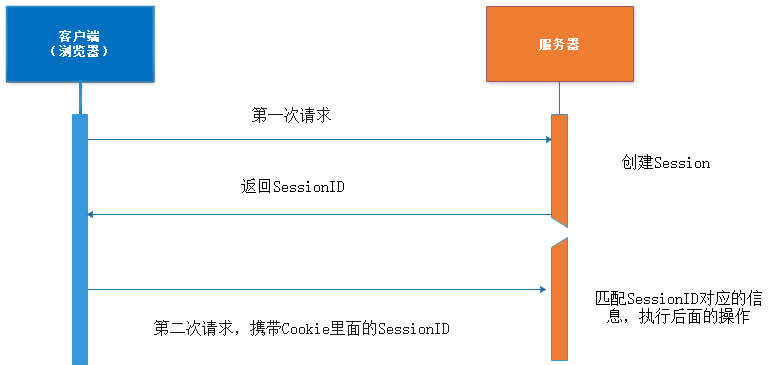 客户端
（浏览器）
服务器
第一次请求
创建Session
返回SessionID
第二次请求，携带Cookie里面的SessionID
匹配SessionID对应的信
息，执行后面的操作